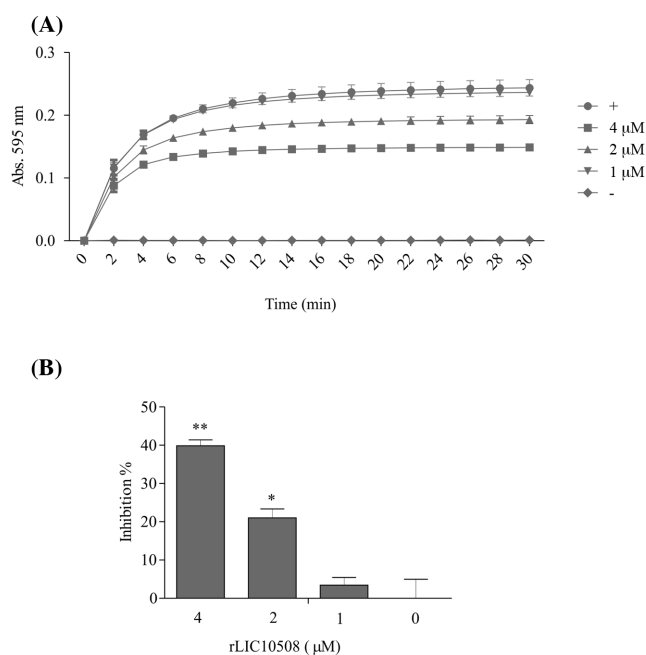 (A)
0.3
0.2
0.1
0.0
Abs. 595 nm
0 2 4 6 8 10 12 14 16 18 20 22 24 26 28 30
Time (min)
+
4 μM
2 μM
1 μM
-
(B)
50
40
30
20
10
0
Inhibition %
**
*
4 2 1 0
rLIC10508 ( μM)